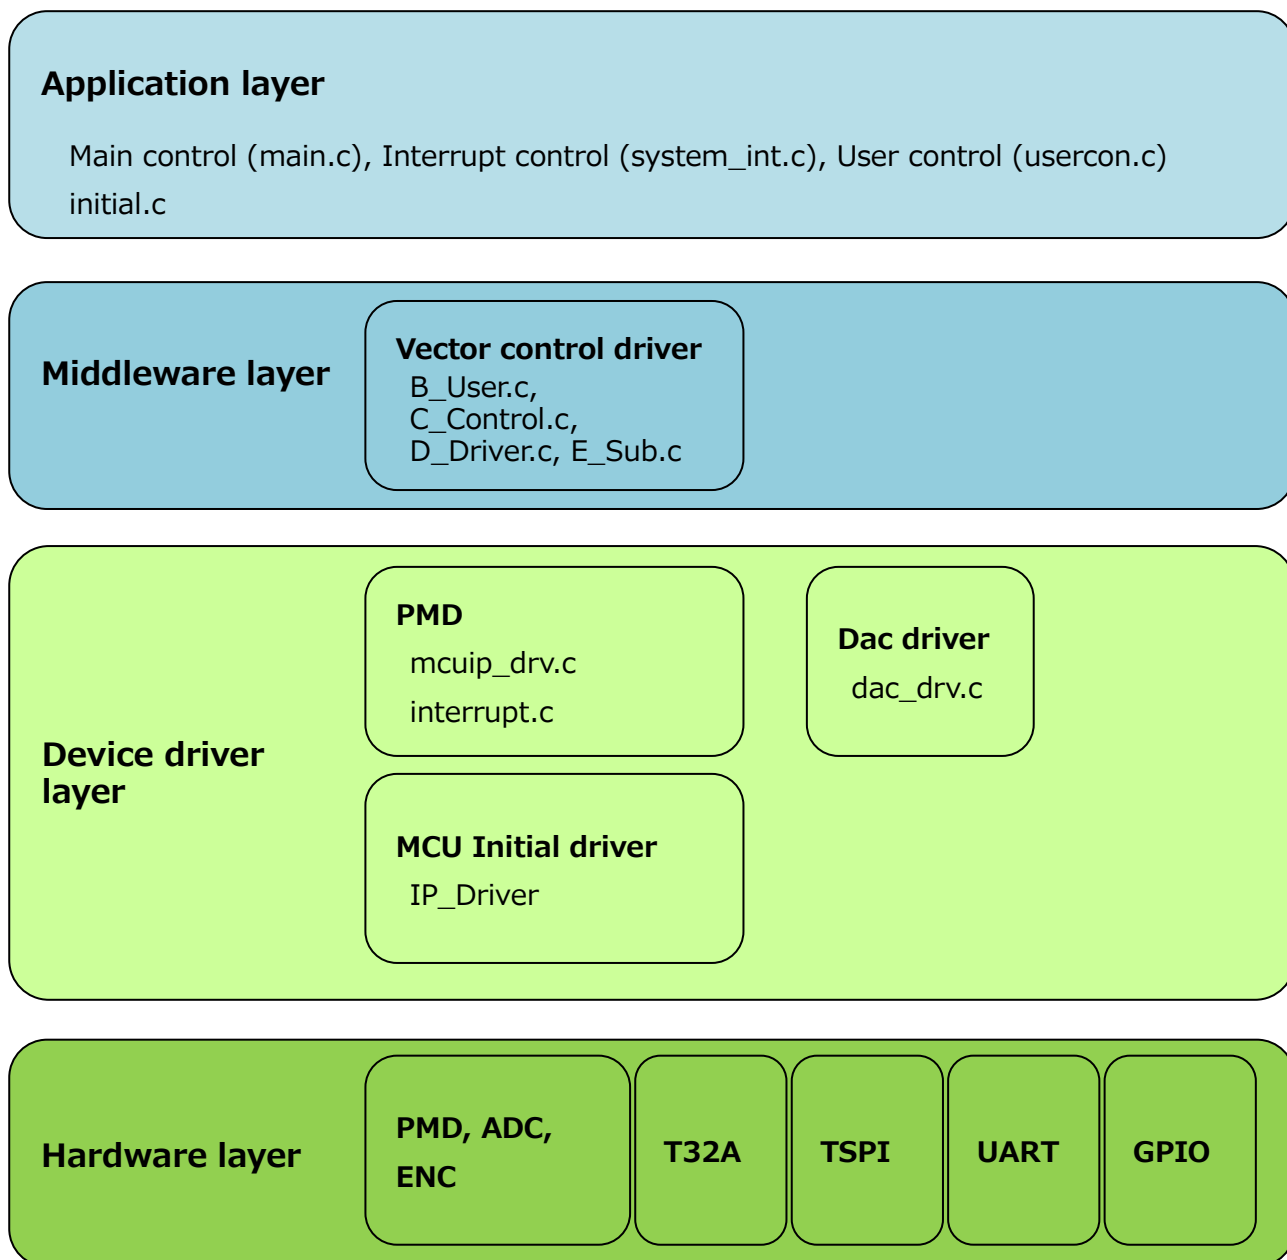 Application layer
Main control (main.c), Interrupt control (system_int.c), User control (usercon.c)
initial.c
Middleware layer
Vector control driver
B_User.c,
C_Control.c,
D_Driver.c, E_Sub.c
Device driver
layer
PMD
mcuip_drv.c
interrupt.c
Dac driver
dac_drv.c
MCU Initial driver
IP_Driver
Hardware layer
PMD, ADC,
ENC
T32A
TSPI
UART
GPIO